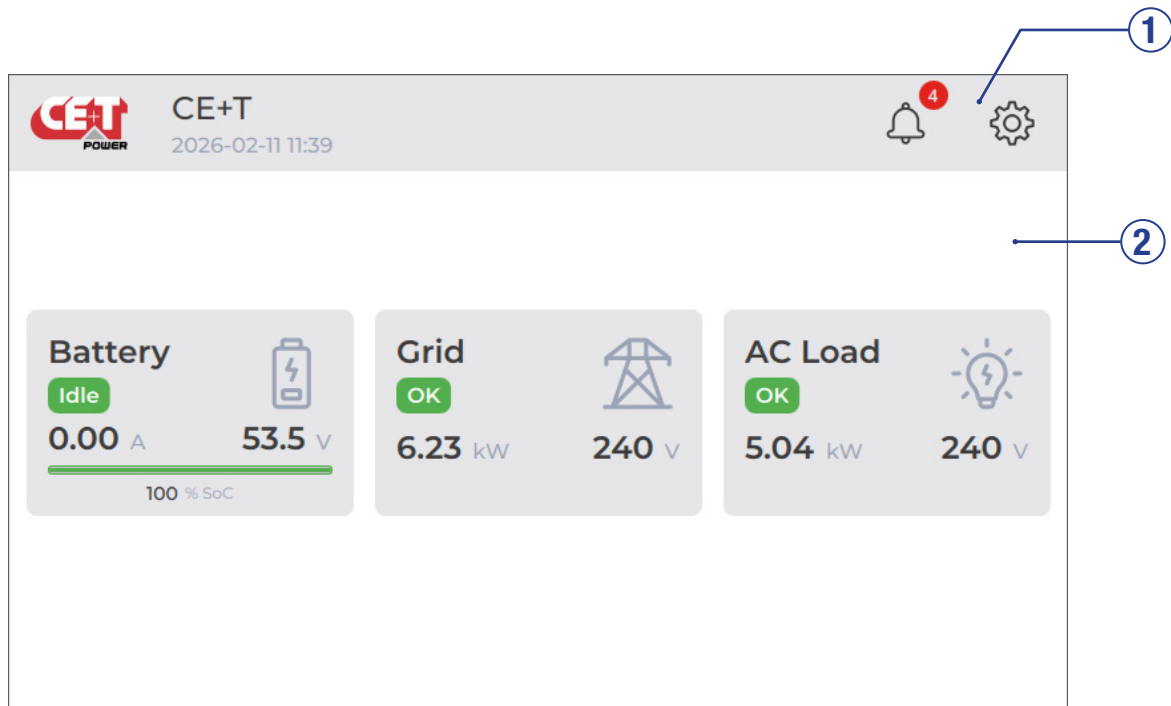 1
CE+T
POWER
CE+T
2026-02-11 11:39
4
2
Battery
Idle
0.00 A 53.5 V
100 % SoC
Grid
OK
6.23 kW 240 V
AC Load
OK
5.04 kW 240 V